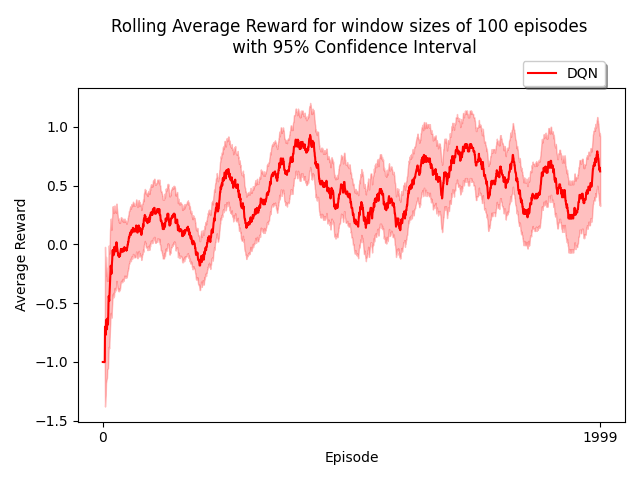 Rolling Average Reward for window sizes of 100 episodes
with 95% Confidence Interval
DQN
1.0
0.5
0.0
−0.5
−1.0
−1.5
Average Reward
0
1999
Episode